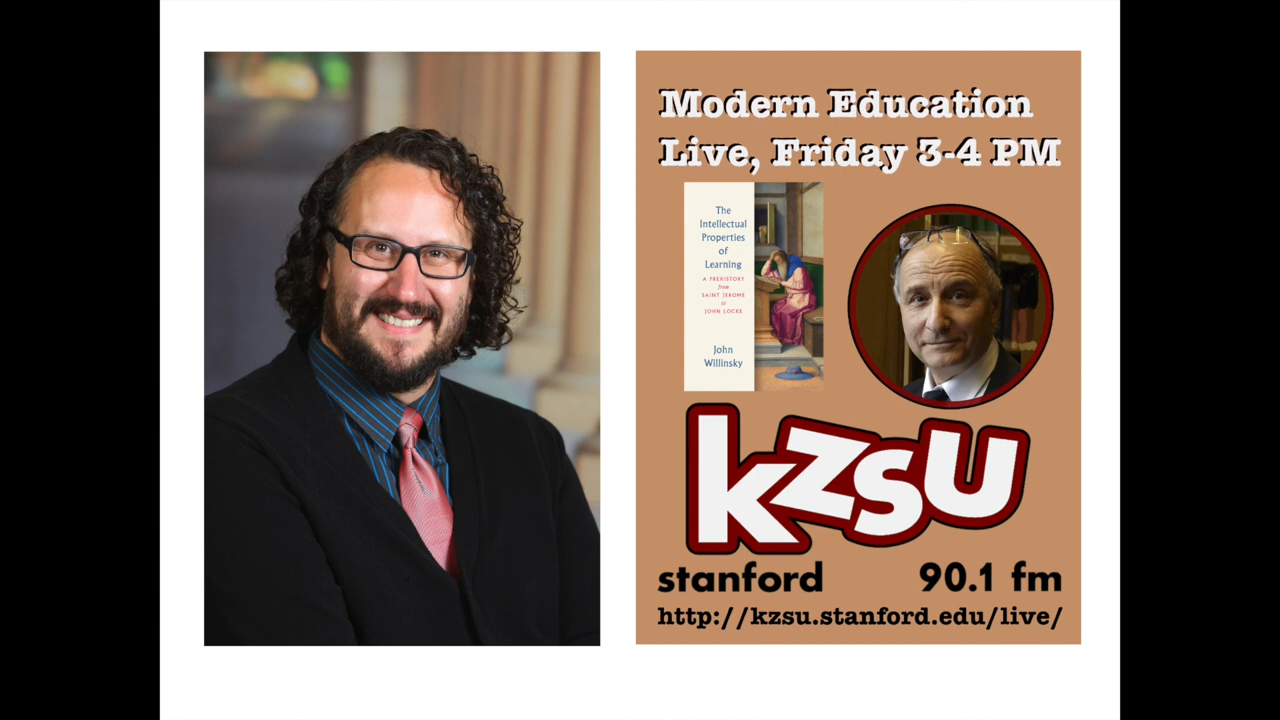 Modern Education
Live, Friday 3-4 PM
The
Intellectual
Properties
of
Learning
A PREHISTORY
from
SAINT JEROME
to
JOHN LOCKE
John
Willinsky
kzsu
stanford 90.1 fm
http://kzsu.stanford.edu/live/